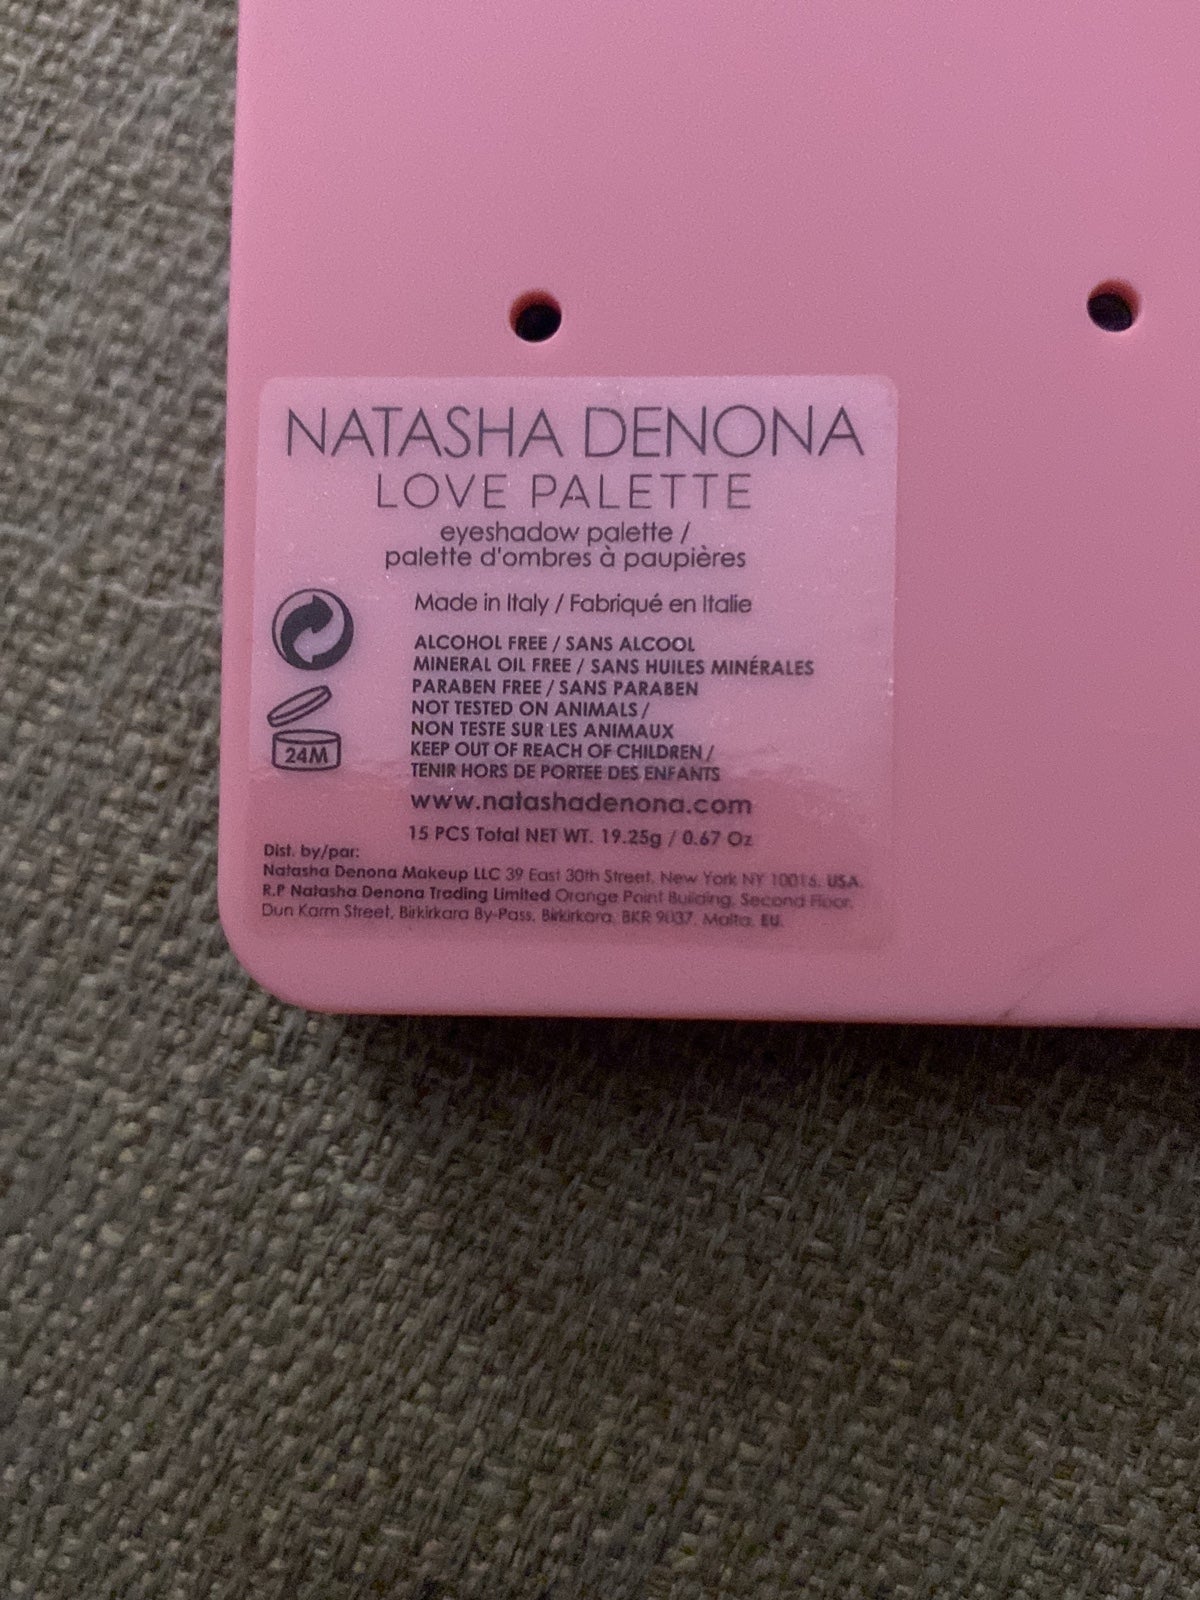 NATASHA DENONA
LOVE PALETTE
eyeshadow palette /
palette d'ombres à paupières
Made in Italy / Fabriqué en Italie
ALCOHOL FREE / SANS ALCOOL
MINERAL OIL FREE / SANS HUILES MINÉRALES
PARABEN FREE / SANS PARABEN
NOT TESTED ON ANIMALS /
NON TESTE SUR LES ANIMAUX
24M
KEEP OUT OF REACH OF CHILDREN /
TENIR HORS DE PORTEE DES ENFANTS
www.natashadenona.com
15 PCS Total NET WT. 19.25g / 0.67 Oz
Dist. by/par:
Natasha Denona Makeup LLC 39 East 30th Street, New York NY 10016, USA.
R.P Natasha Denona Trading Limited Orange Point Building, Second Floor,
Dun Karm Street, Birkirkara By-Pass, Birkirkara, BKR 9037, Malta, EU.